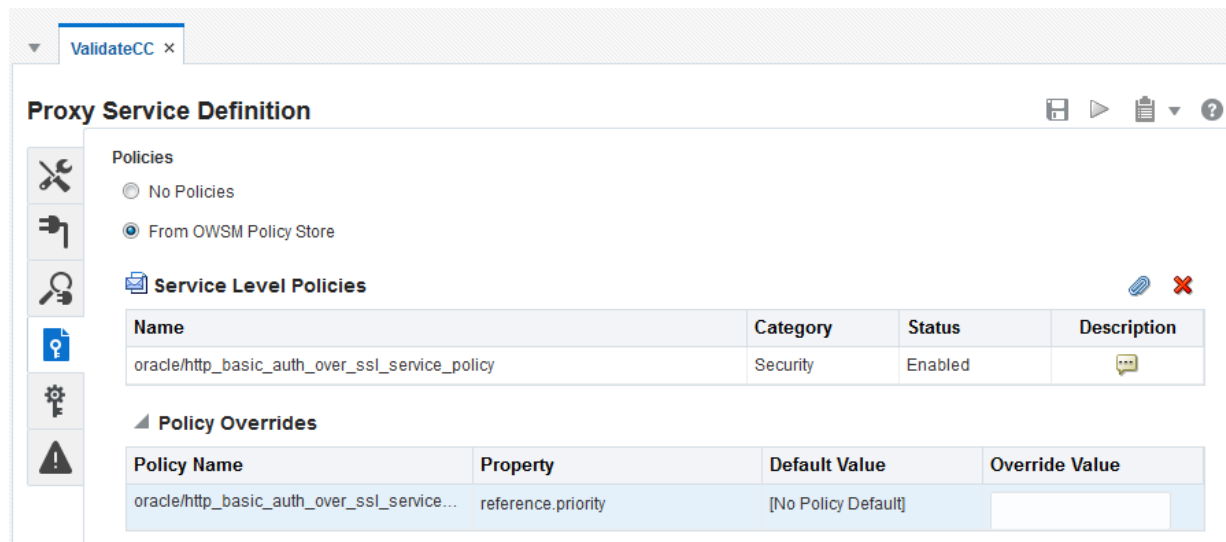 ValidateCC ×
Proxy Service Definition
Policies
No Policies
From OWSM Policy Store
Service Level Policies
Name Category Status Description
oracle/http_basic_auth_over_ssl_service_policy Security Enabled
Policy Overrides
Policy Name Property Default Value Override Value
oracle/http_basic_auth_over_ssl_service... reference.priority [No Policy Default]